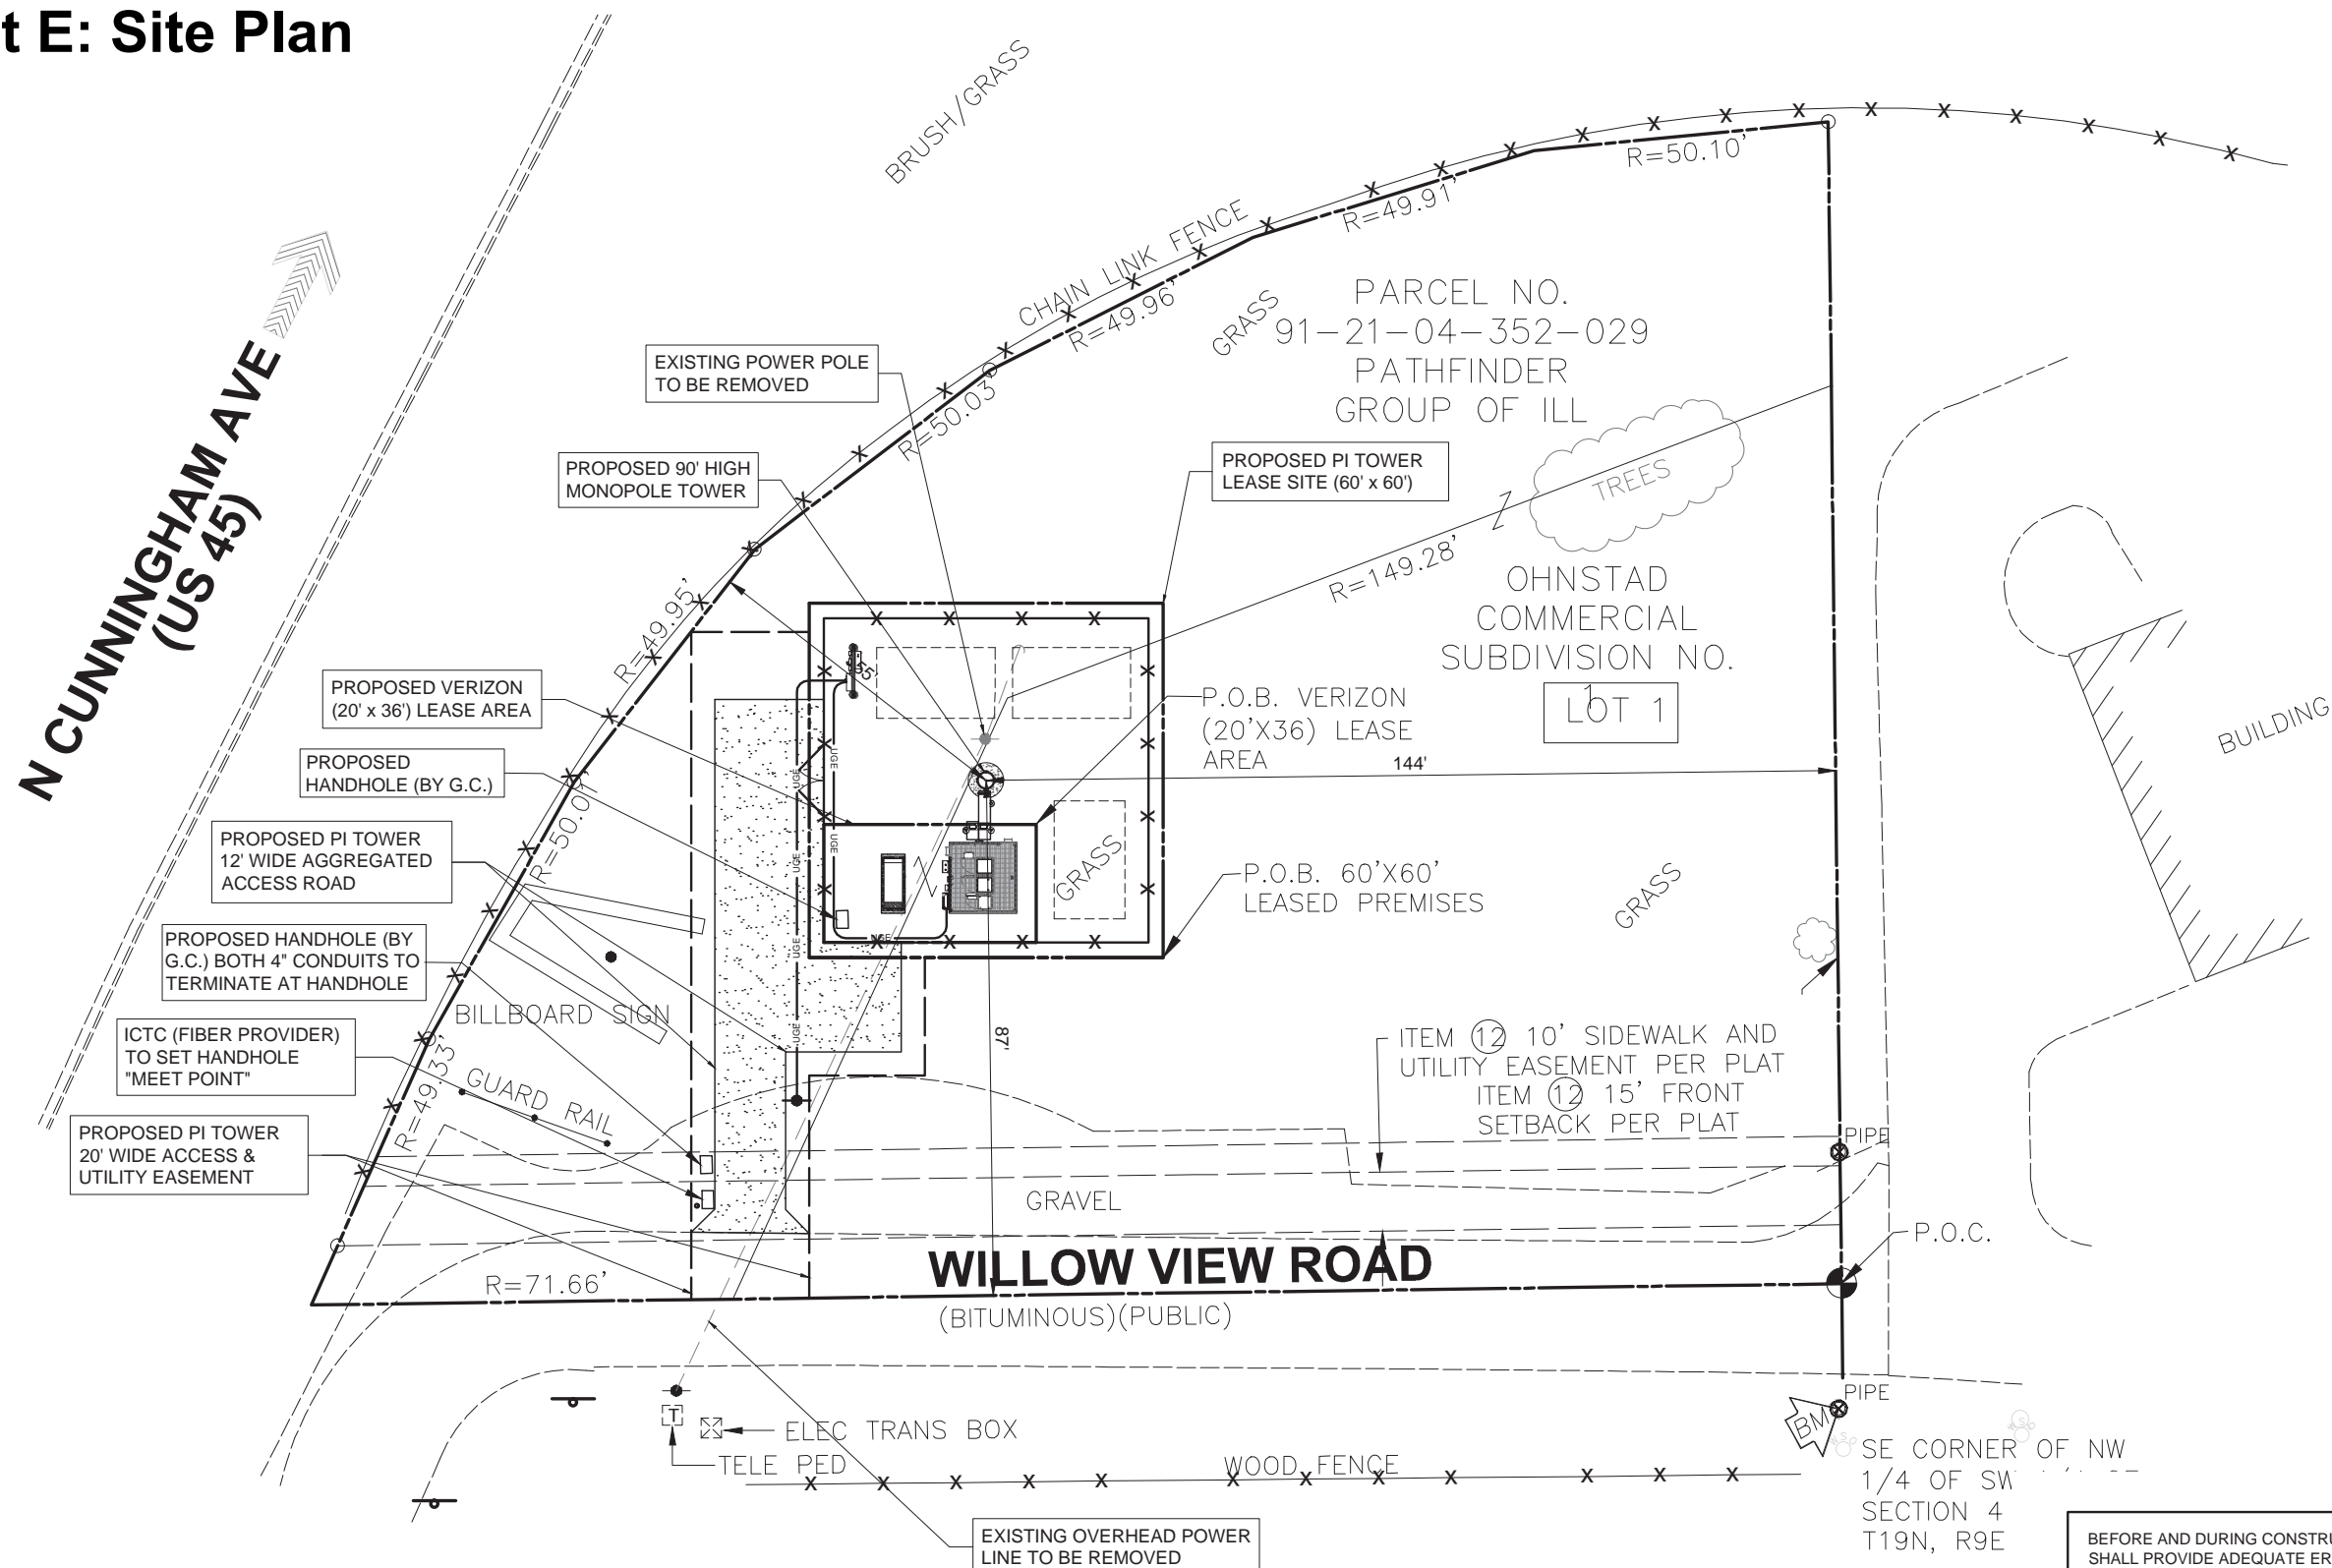 t E: Site Plan
BRUSH/GRASS
N CUNNINGHAM AVE
(US 45)
CHAIN LINK FENCE
R=50.10'
R=49.91'
R=49.96'
R=50.03'
R=49.95'
R=49.33'
GRASS
PARCEL NO.
91-21-04-352-029
PATHFINDER
GROUP OF ILL
TREES
R=149.28'
OHNSTAD
COMMERCIAL
SUBDIVISION NO.
1
LOT 1
EXISTING POWER POLE
TO BE REMOVED
PROPOSED 90' HIGH
MONOPOLE TOWER
PROPOSED PI TOWER
LEASE SITE (60' x 60')
PROPOSED VERIZON
(20' x 36') LEASE AREA
PROPOSED
HANDHOLE (BY G.C.)
PROPOSED PI TOWER
12' WIDE AGGREGATED
ACCESS ROAD
PROPOSED HANDHOLE (BY
G.C.) BOTH 4" CONDUITS TO
TERMINATE AT HANDHOLE
ICTC (FIBER PROVIDER)
TO SET HANDHOLE
"MEET POINT"
PROPOSED PI TOWER
20' WIDE ACCESS &
UTILITY EASEMENT
55'
UGE
UGE
UGE
UGE
UGE
UGE
UGE
P.O.B. VERIZON
(20'X36) LEASE
AREA
144'
P.O.B. 60'X60'
LEASED PREMISES
GRASS
GRASS
BUILDING
BILLBOARD SIGN
GUARD RAIL
87'
ITEM 12 10' SIDEWALK AND
UTILITY EASEMENT PER PLAT
ITEM 12 15' FRONT
SETBACK PER PLAT
PIPE
GRAVEL
P.O.C.
WILLOW VIEW ROAD
R=71.66'
(BITUMINOUS)(PUBLIC)
PIPE
BM
T
ELEC TRANS BOX
TELE PED
WOOD FENCE
SE CORNER OF NW
1/4 OF SW
SECTION 4
T19N, R9E
EXISTING OVERHEAD POWER
LINE TO BE REMOVED
BEFORE AND DURING CONSTRU
SHALL PROVIDE ADEQUATE ER